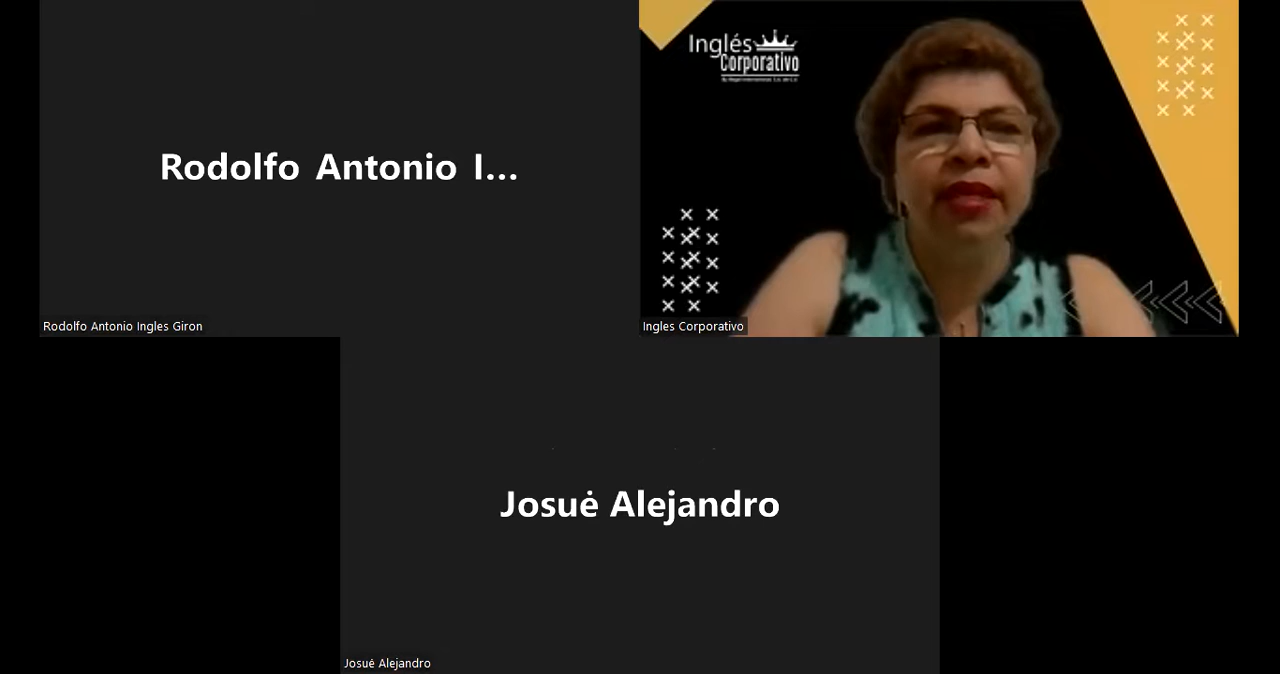 Rodolfo Antonio I...
Rodolfo Antonio Ingles Giron
Inglés
Corporativo
Ingles Corporativo
Josué Alejandro
Josué Alejandro